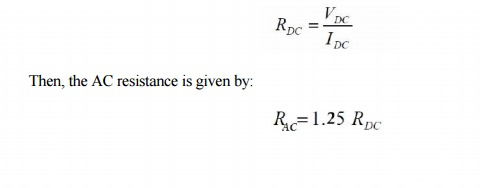 R_DC = V_DC / I_DC
Then, the AC resistance is given by:
R_AC = 1.25 R_DC